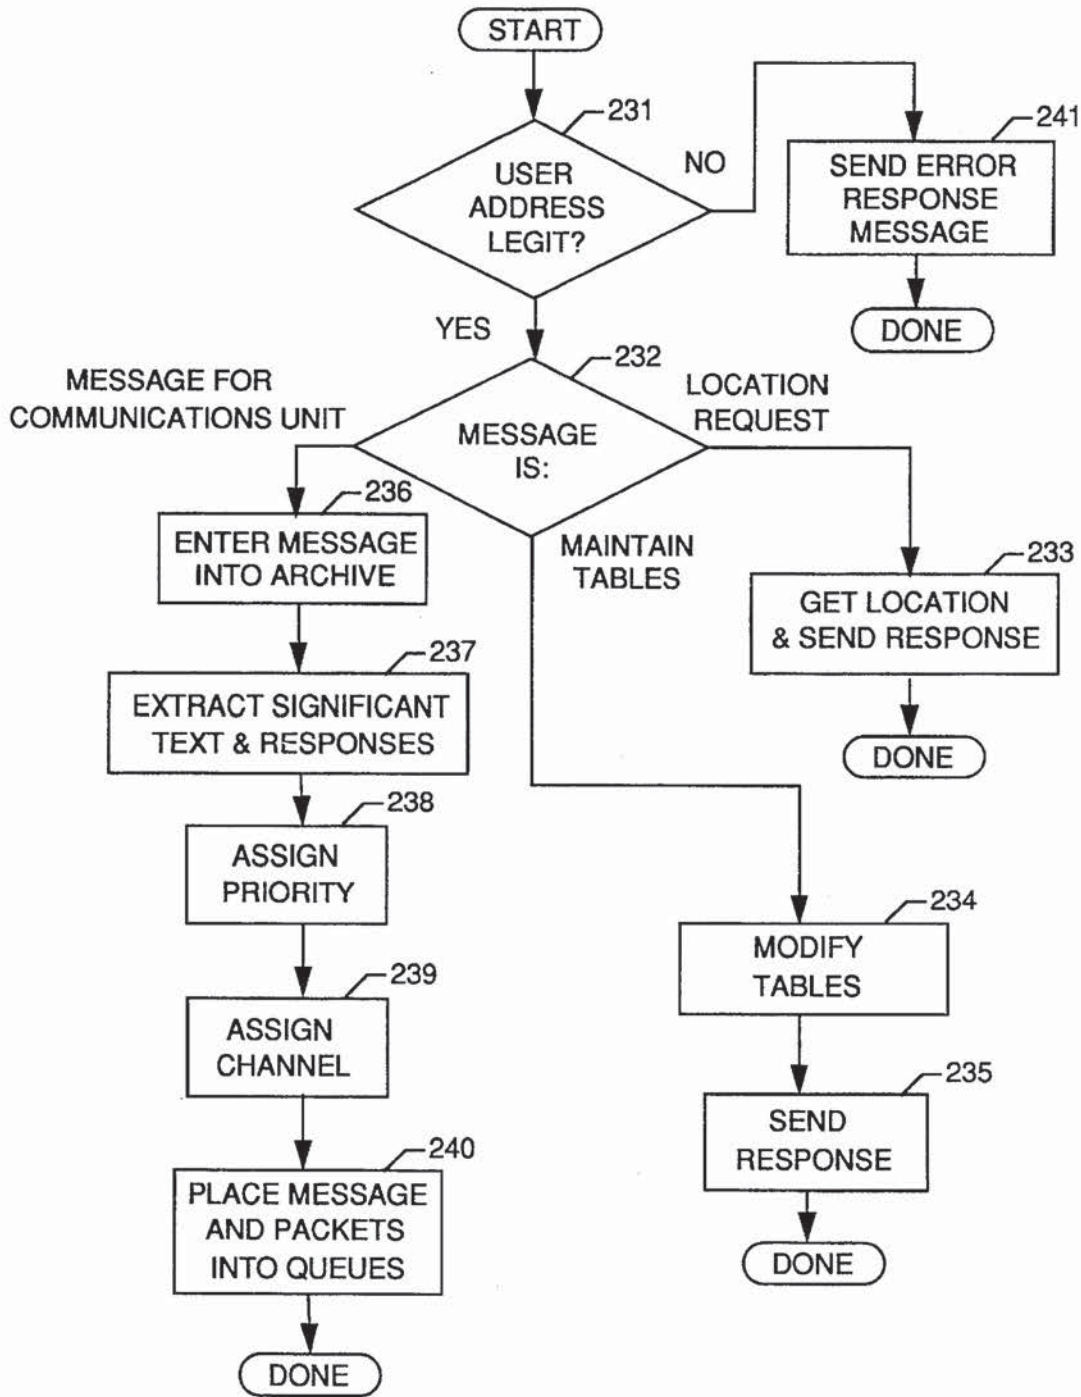 START
231
USER
ADDRESS
LEGIT?
NO
241
SEND ERROR
RESPONSE
MESSAGE
DONE
YES
232
MESSAGE
IS:
MESSAGE FOR
COMMUNICATIONS UNIT
LOCATION
REQUEST
MAINTAIN
TABLES
236
ENTER MESSAGE
INTO ARCHIVE
237
EXTRACT SIGNIFICANT
TEXT & RESPONSES
238
ASSIGN
PRIORITY
239
ASSIGN
CHANNEL
240
PLACE MESSAGE
AND PACKETS
INTO QUEUES
DONE
233
GET LOCATION
& SEND RESPONSE
DONE
234
MODIFY
TABLES
235
SEND
RESPONSE
DONE